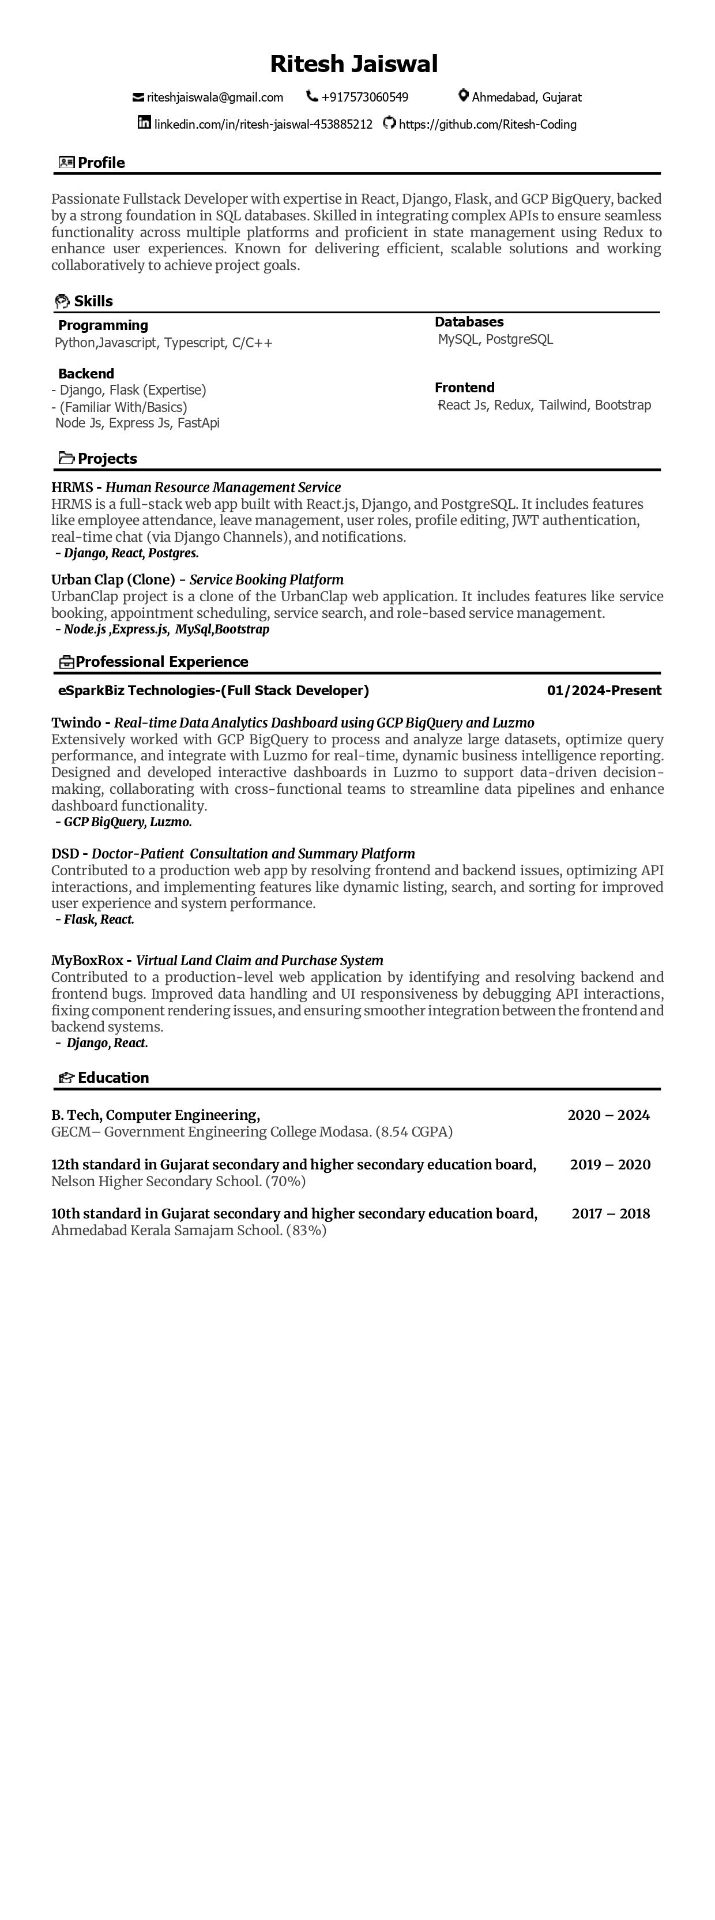 Ritesh Jaiswal
riteshjaiswala@gmail.com +917573060549 Ahmedabad, Gujarat
linkedin.com/in/ritesh-jaiswal-453885212 https://github.com/Ritesh-Coding
Profile
Passionate Fullstack Developer with expertise in React, Django, Flask, and GCP BigQuery, backed
by a strong foundation in SQL databases. Skilled in integrating complex APIs to ensure seamless
functionality across multiple platforms and proficient in state management using Redux to
enhance user experiences. Known for delivering efficient, scalable solutions and working
collaboratively to achieve project goals.
Skills
Programming
Python,Javascript, Typescript, C/C++
Databases
MySQL, PostgreSQL
Backend
- Django, Flask (Expertise)
- (Familiar With/Basics)
Node Js, Express Js, FastApi
Frontend
React Js, Redux, Tailwind, Bootstrap
Projects
HRMS - Human Resource Management Service
HRMS is a full-stack web app built with React.js, Django, and PostgreSQL. It includes features
like employee attendance, leave management, user roles, profile editing, JWT authentication,
real-time chat (via Django Channels), and notifications.
- Django, React, Postgres.
Urban Clap (Clone) - Service Booking Platform
UrbanClap project is a clone of the UrbanClap web application. It includes features like service
booking, appointment scheduling, service search, and role-based service management.
- Node.js ,Express.js, MySql,Bootstrap
Professional Experience
eSparkBiz Technologies-(Full Stack Developer) 01/2024-Present
Twindo - Real-time Data Analytics Dashboard using GCP BigQuery and Luzmo
Extensively worked with GCP BigQuery to process and analyze large datasets, optimize query
performance, and integrate with Luzmo for real-time, dynamic business intelligence reporting.
Designed and developed interactive dashboards in Luzmo to support data-driven decision-
making, collaborating with cross-functional teams to streamline data pipelines and enhance
dashboard functionality.
- GCP BigQuery, Luzmo.
DSD - Doctor-Patient Consultation and Summary Platform
Contributed to a production web app by resolving frontend and backend issues, optimizing API
interactions, and implementing features like dynamic listing, search, and sorting for improved
user experience and system performance.
- Flask, React.
MyBoxRox - Virtual Land Claim and Purchase System
Contributed to a production-level web application by identifying and resolving backend and
frontend bugs. Improved data handling and UI responsiveness by debugging API interactions,
fixing component rendering issues, and ensuring smoother integration between the frontend and
backend systems.
- Django, React.
Education
B. Tech, Computer Engineering, 2020 – 2024
GECM– Government Engineering College Modasa. (8.54 CGPA)
12th standard in Gujarat secondary and higher secondary education board, 2019 – 2020
Nelson Higher Secondary School. (70%)
10th standard in Gujarat secondary and higher secondary education board, 2017 – 2018
Ahmedabad Kerala Samajam School. (83%)